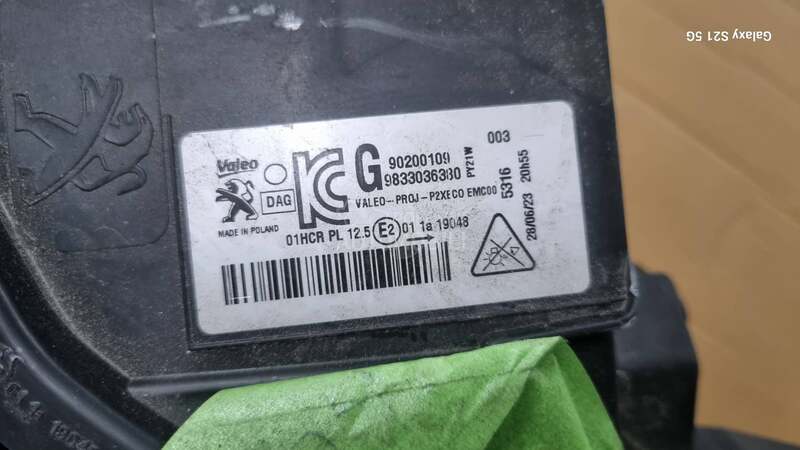 Galaxy S21 5G
Valeo
DAG
MADE IN POLAND
KC
G
90200109
9833036380
VALEO-PROJ-P2XECO EMC00
PY21W
003
5316
28/06/23 20h55
01HCR PL 12.5 E2 01 1a 19048